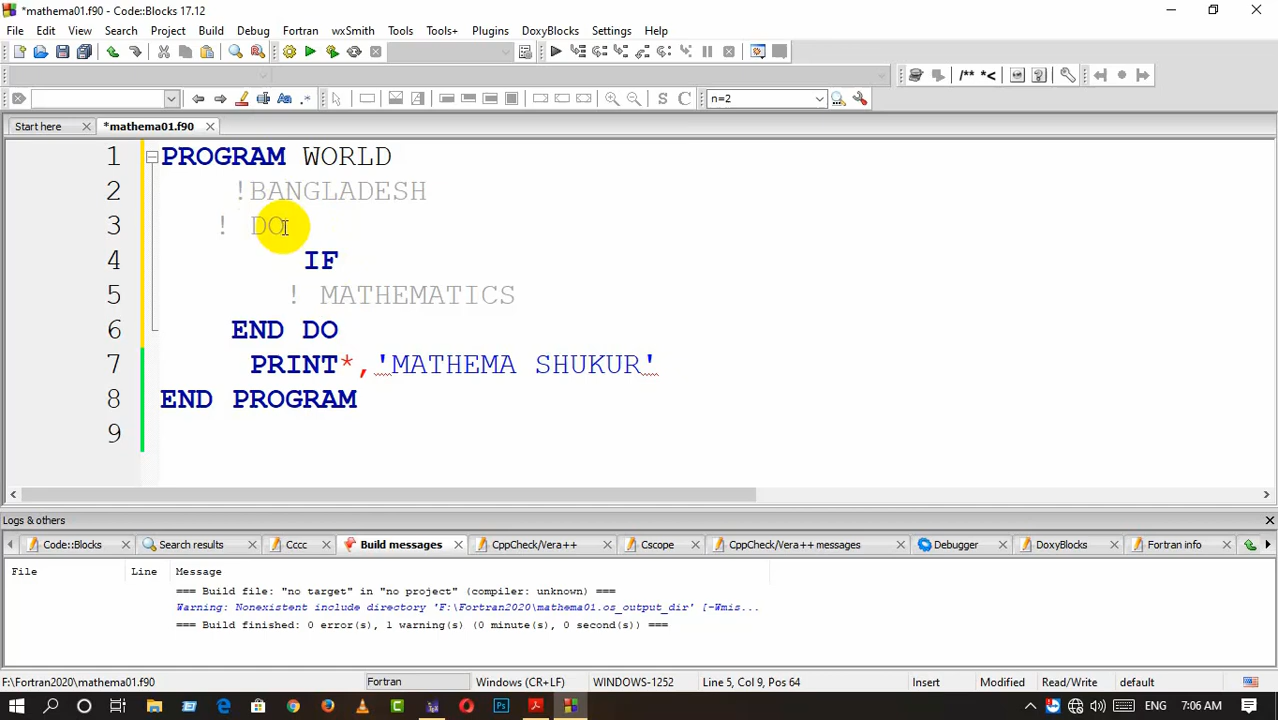 *mathema01.f90 - Code::Blocks 17.12
File Edit View Search Project Build Debug Fortran wxSmith Tools Tools+ Plugins DoxyBlocks Settings Help
/** *<
S C n=2
Start here *mathema01.f90
1 PROGRAM WORLD
2 !BANGLADESH
3 ! DO
4 IF
5 ! MATHEMATICS
6 END DO
7 PRINT*,'MATHEMA SHUKUR'
8 END PROGRAM
9
Logs & others
Code::Blocks Search results Cccc Build messages CppCheck/Vera++ Cscope CppCheck/Vera++ messages Debugger DoxyBlocks Fortran info
File Line Message
=== Build file: "no target" in "no project" (compiler: unknown) ===
Warning: Nonexistent include directory 'F:\Fortran2020\mathema01.os_output_dir' [-Wmis...
=== Build finished: 0 error(s), 1 warning(s) (0 minute(s), 0 second(s)) ===
F:\Fortran2020\mathema01.f90 Fortran Windows (CR+LF) WINDOWS-1252 Line 5, Col 9, Pos 64 Insert Modified Read/Write default
ENG 7:06 AM